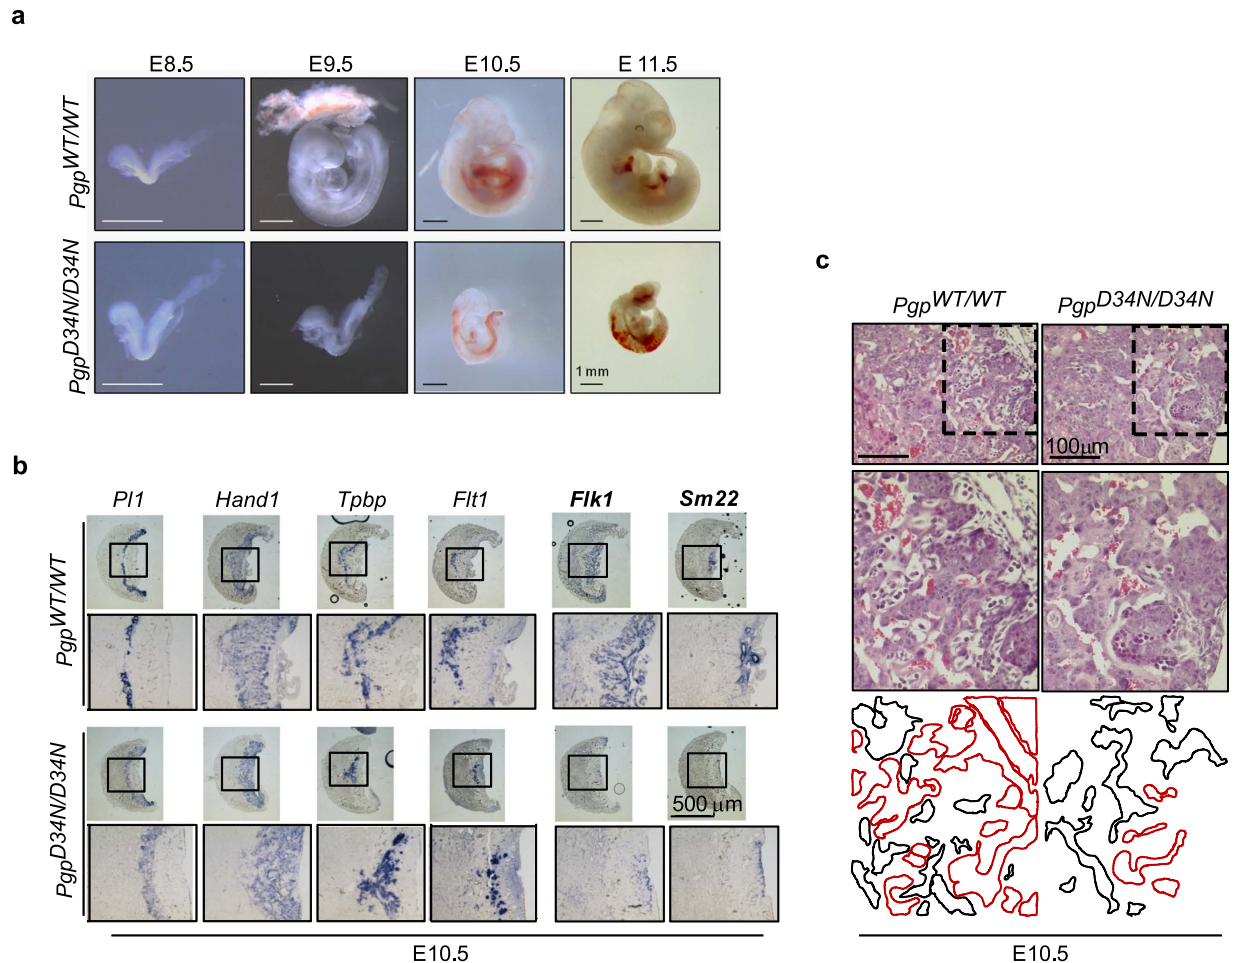 a
E8.5 E9.5 E10.5 E 11.5
PgpWT/WT
PgpD34N/D34N
1 mm
b
Pl1 Hand1 Tpbp Flt1 Flk1 Sm22
PgpWT/WT
PgpD34N/D34N
500 μm
E10.5
c
PgpWT/WT PgpD34N/D34N
100μm
E10.5